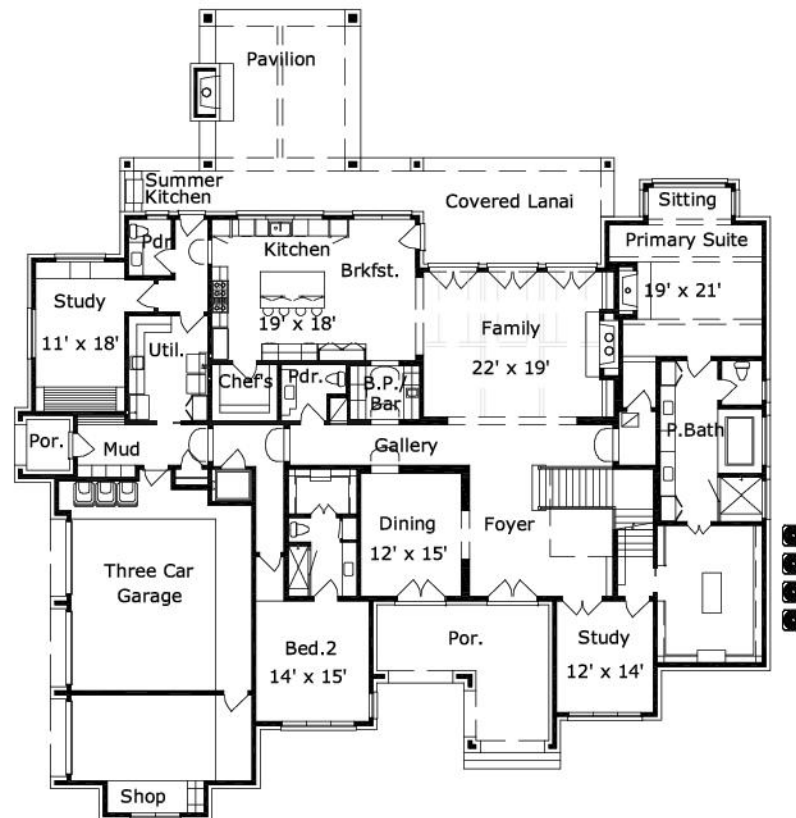 Pavilion
Summer
Kitchen
Covered Lanai
Sitting
Pdr.
Kitchen
Primary Suite
Brkfst.
19' x 21'
Study
11' x 18'
19' x 18'
Family
22' x 19'
Util.
Chef's
Pdr.
B.P./
Bar
Por.
Mud
Gallery
P.Bath
Dining
12' x 15'
Foyer
Three Car
Garage
Bed.2
14' x 15'
Por.
Study
12' x 14'
Shop